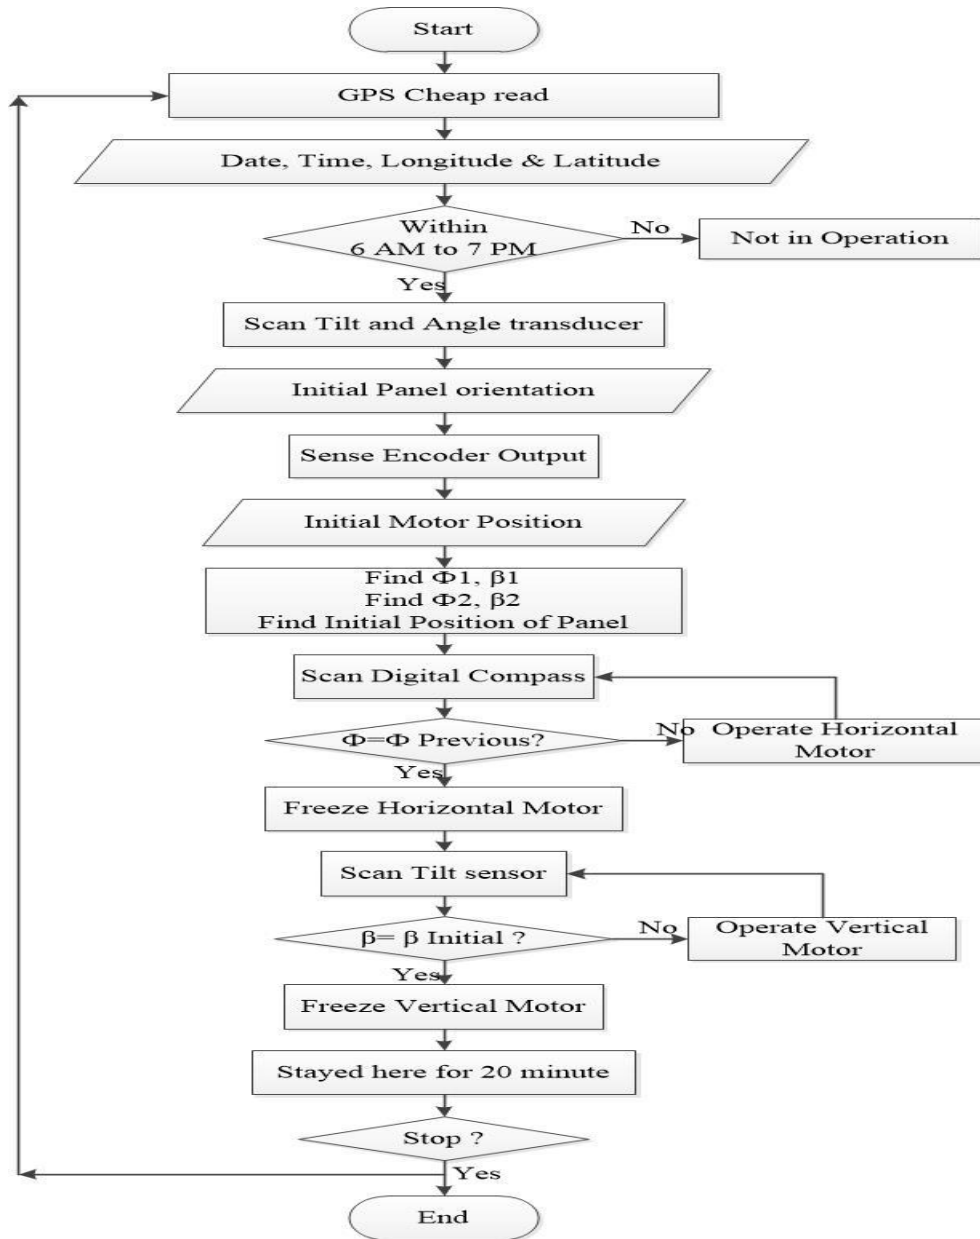 Start
GPS Cheap read
Date, Time, Longitude & Latitude
Within
6 AM to 7 PM
No
Not in Operation
Yes
Scan Tilt and Angle transducer
Initial Panel orientation
Sense Encoder Output
Initial Motor Position
Find Φ1, β1
Find Φ2, β2
Find Initial Position of Panel
Scan Digital Compass
Φ=Φ Previous?
No
Operate Horizontal
Motor
Yes
Freeze Horizontal Motor
Scan Tilt sensor
β= β Initial ?
No
Operate Vertical
Motor
Yes
Freeze Vertical Motor
Stayed here for 20 minute
Stop ?
Yes
End